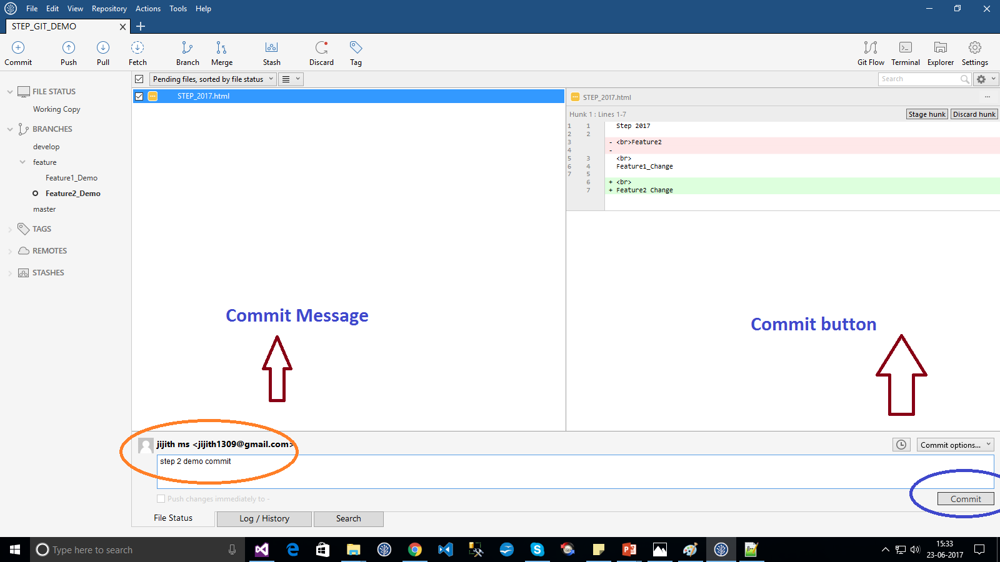 File Edit View Repository Actions Tools Help
STEP_GIT_DEMO
Commit Push Pull Fetch Branch Merge Stash Discard Tag Git Flow Terminal Explorer Settings
Pending files, sorted by file status
Search
FILE STATUS
Working Copy
BRANCHES
develop
feature
Feature1_Demo
Feature2_Demo
master
TAGS
REMOTES
STASHES
STEP_2017.html
STEP_2017.html
Hunk 1 : Lines 1-7
Stage hunk Discard hunk
1 1 Step 2017
2 2
3 - <br>Feature2
4 -
5 3 <br>
6 4 Feature1_Change
7 5
6 + <br>
7 + Feature2 Change
Commit Message
Commit button
jijith ms <jijith1309@gmail.com>
Commit options...
step 2 demo commit
Push changes immediately to -
Commit
File Status Log / History Search
Type here to search
15:33
23-06-2017